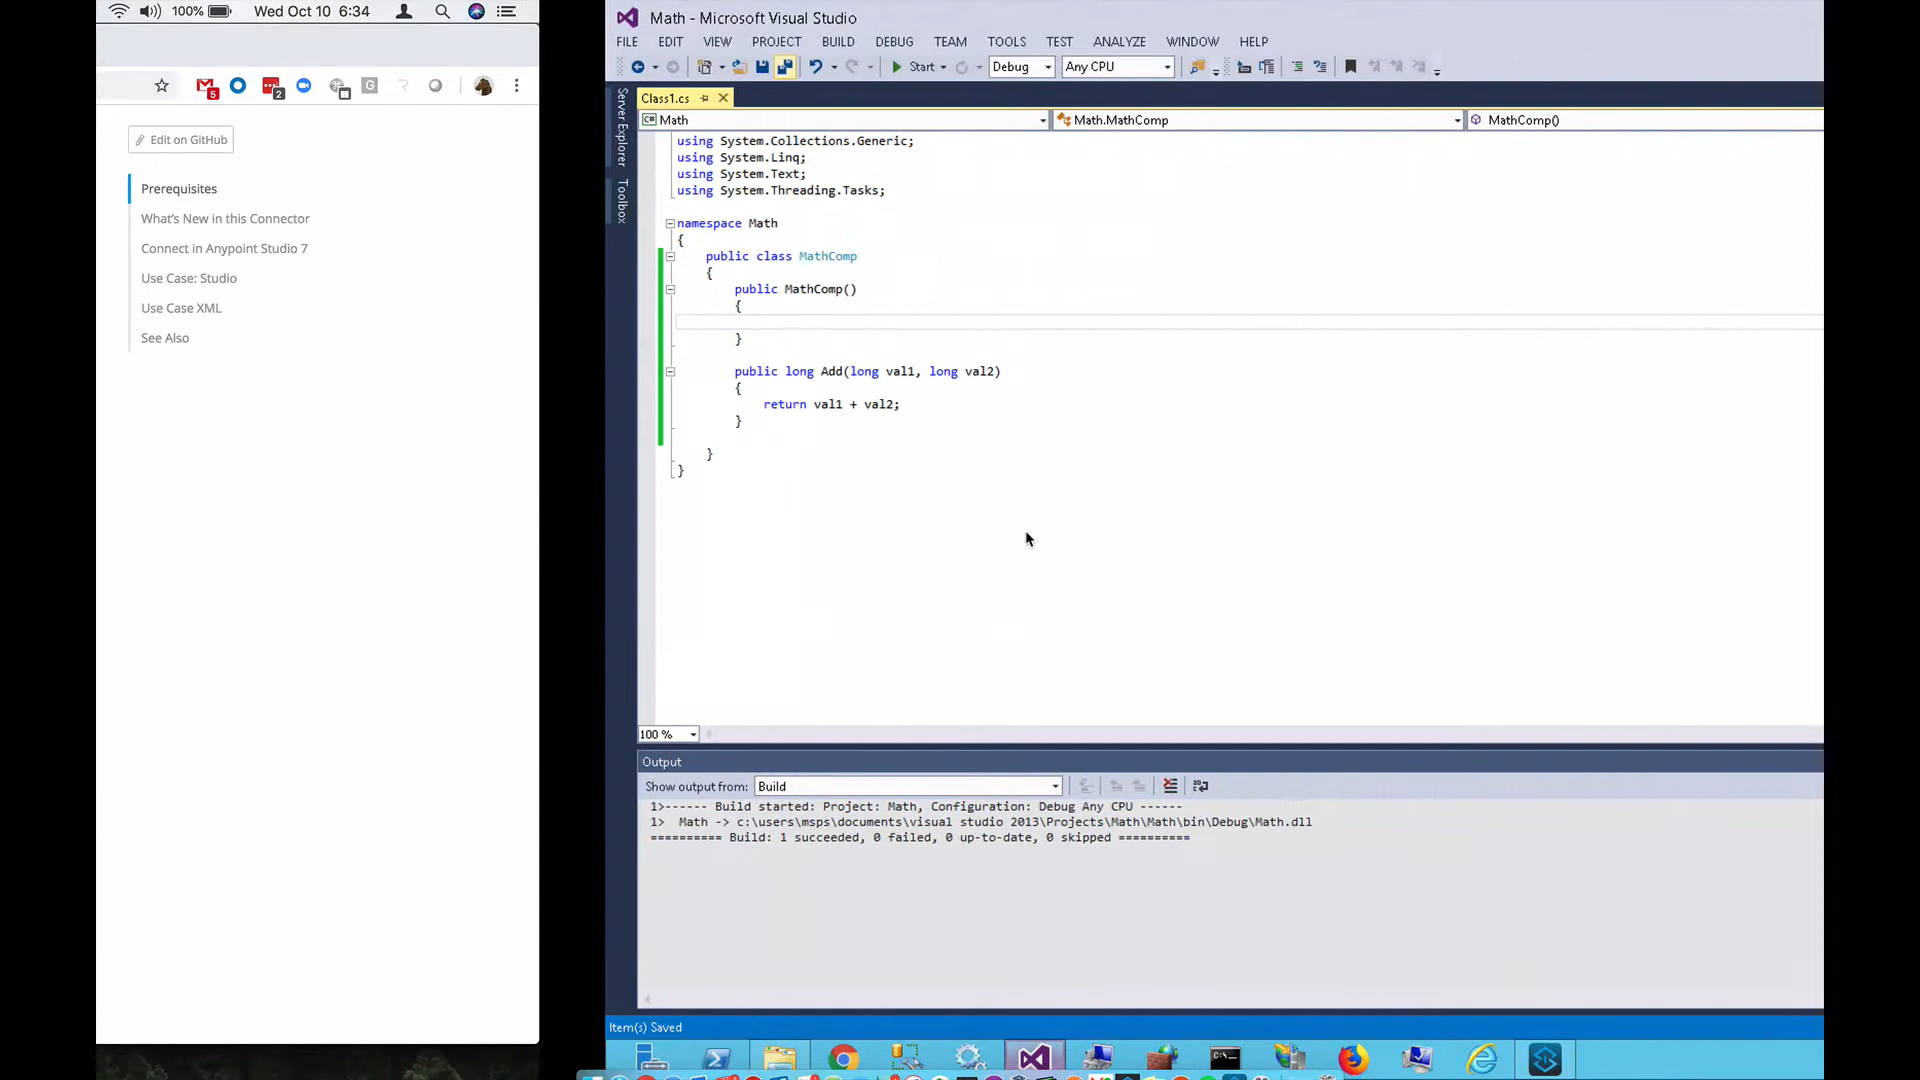 100%
Wed Oct 10 6:34
5
2
G
Edit on GitHub
Prerequisites
What's New in this Connector
Connect in Anypoint Studio 7
Use Case: Studio
Use Case XML
See Also
Math - Microsoft Visual Studio
FILE EDIT VIEW PROJECT BUILD DEBUG TEAM TOOLS TEST ANALYZE WINDOW HELP
Start Debug Any CPU
Server Explorer
Toolbox
Class1.cs
C# Math Math.MathComp MathComp()
using System.Collections.Generic;
using System.Linq;
using System.Text;
using System.Threading.Tasks;
namespace Math
{
public class MathComp
{
public MathComp()
{
}
public long Add(long val1, long val2)
{
return val1 + val2;
}
}
}
100 %
Output
Show output from: Build
1>------ Build started: Project: Math, Configuration: Debug Any CPU ------
1> Math -> c:\users\msps\documents\visual studio 2013\Projects\Math\Math\bin\Debug\Math.dll
========== Build: 1 succeeded, 0 failed, 0 up-to-date, 0 skipped ==========
Item(s) Saved